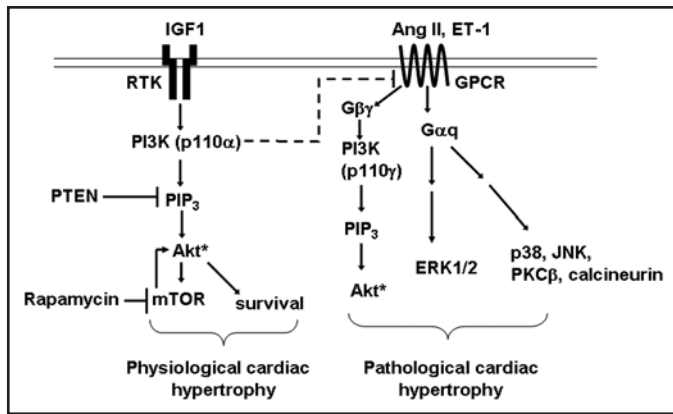 IGF1
Ang II, ET-1
RTK
GPCR
Gβγ
Gαq
PI3K (p110α)
PI3K
(p110γ)
PTEN
PIP₃
PIP₃
Akt*
p38, JNK,
PKCβ, calcineurin
ERK1/2
Rapamycin
mTOR
survival
Akt*
Physiological cardiac
hypertrophy
Pathological cardiac
hypertrophy